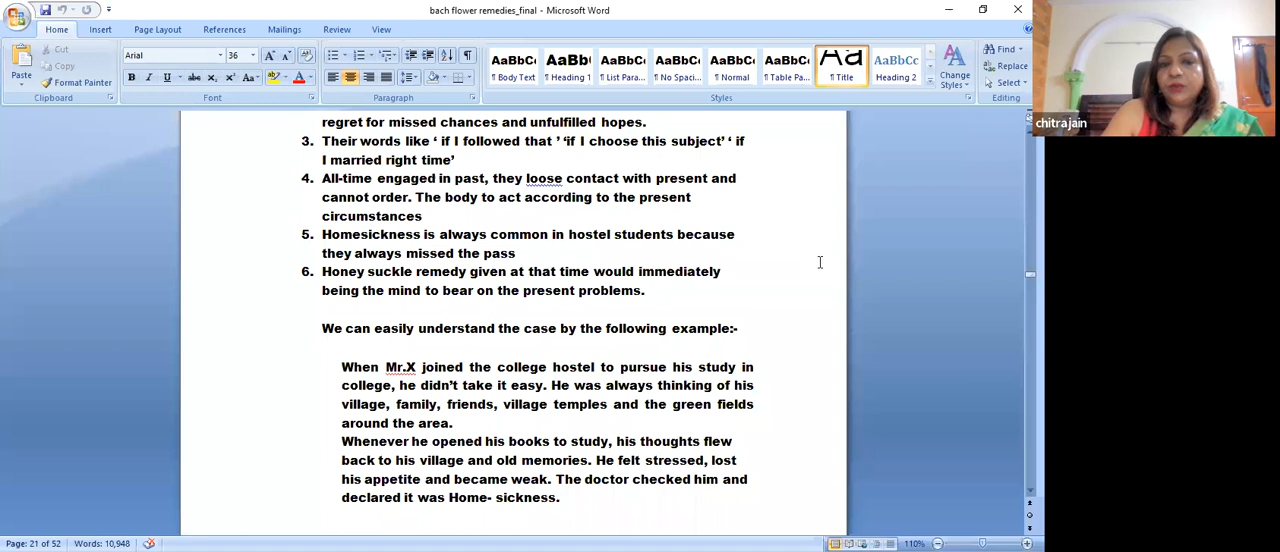 bach flower remedies_final - Microsoft Word
Home Insert Page Layout References Mailings Review View
Paste
Cut
Copy
Format Painter
Clipboard
Arial 36
Font
Paragraph
AaBbCc AaBbC AaBbCc AaBbCc AaBbCc AaBbCc Aa AaBbCc
¶ Body Text ¶ Heading 1 ¶ List Para... ¶ No Spaci... ¶ Normal ¶ Table Pa... ¶ Title Heading 2
Styles
Change Styles
Find
Replace
Select
Editing
chitra jain
regret for missed chances and unfulfilled hopes.
3. Their words like ‘ if I followed that ’ ‘if I choose this subject’ ‘ if
I married right time’
4. All-time engaged in past, they loose contact with present and
cannot order. The body to act according to the present
circumstances
5. Homesickness is always common in hostel students because
they always missed the pass
6. Honey suckle remedy given at that time would immediately
being the mind to bear on the present problems.
We can easily understand the case by the following example:-
When Mr.X joined the college hostel to pursue his study in
college, he didn’t take it easy. He was always thinking of his
village, family, friends, village temples and the green fields
around the area.
Whenever he opened his books to study, his thoughts flew
back to his village and old memories. He felt stressed, lost
his appetite and became weak. The doctor checked him and
declared it was Home- sickness.
Page: 21 of 52 Words: 10,948 110%